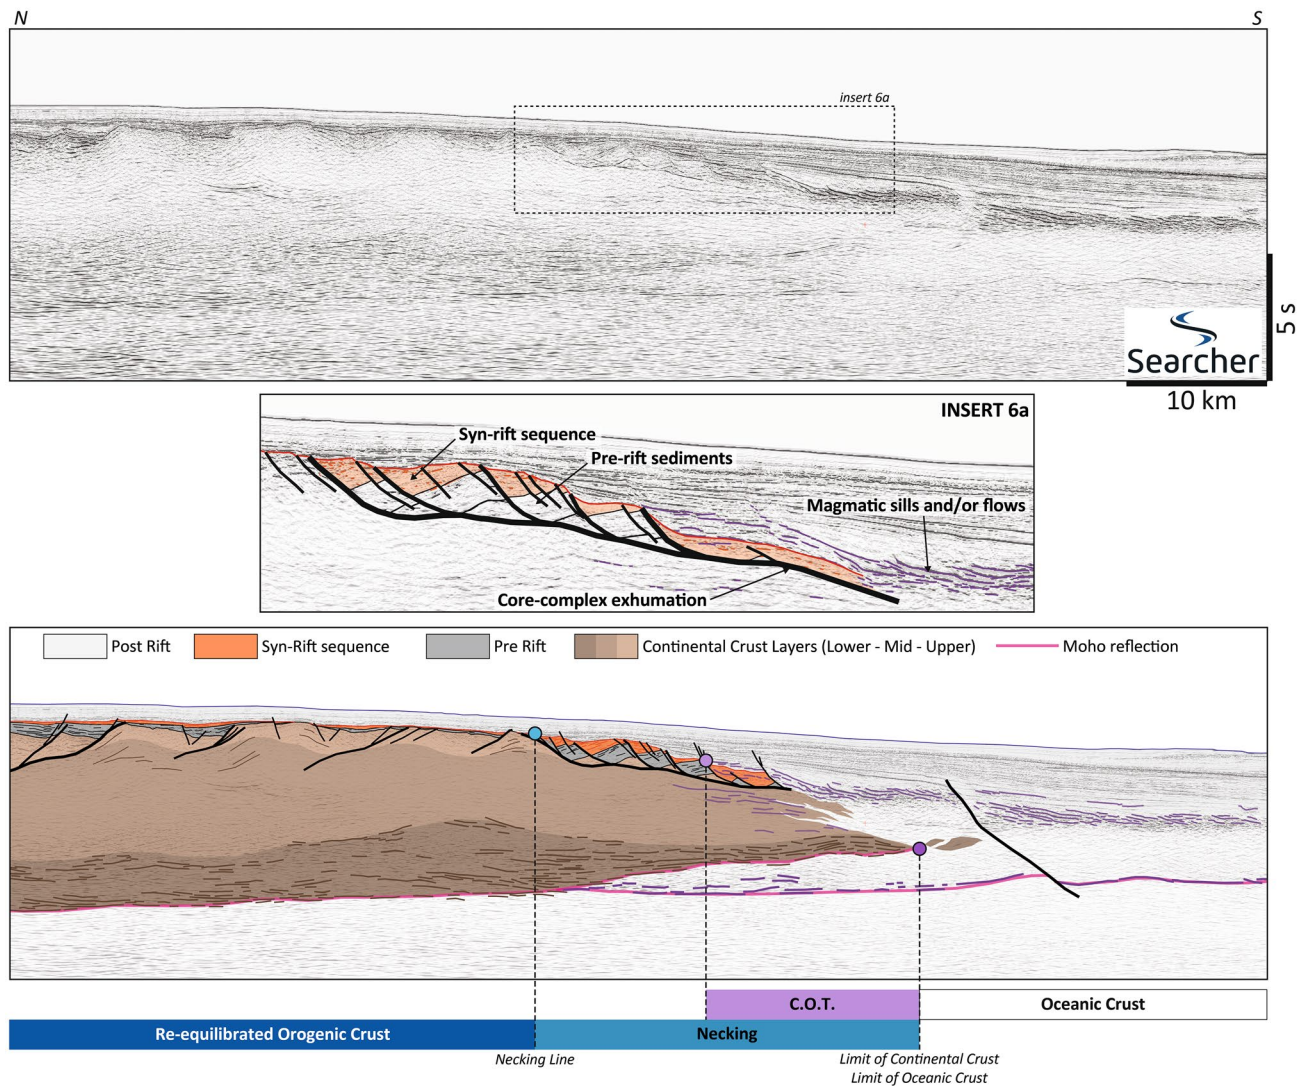 N
S
insert 6a
5 s
Searcher
10 km
INSERT 6a
Syn-rift sequence
Pre-rift sediments
Magmatic sills and/or flows
Core-complex exhumation
Post Rift
Syn-Rift sequence
Pre Rift
Continental Crust Layers (Lower - Mid - Upper)
Moho reflection
C.O.T.
Oceanic Crust
Re-equilibrated Orogenic Crust
Necking
Necking Line
Limit of Continental Crust
Limit of Oceanic Crust